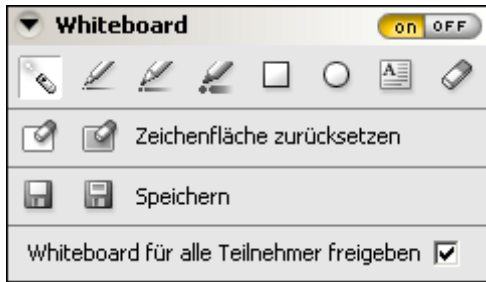 Whiteboard on OFF
Zeichenfläche zurücksetzen
Speichern
Whiteboard für alle Teilnehmer freigeben